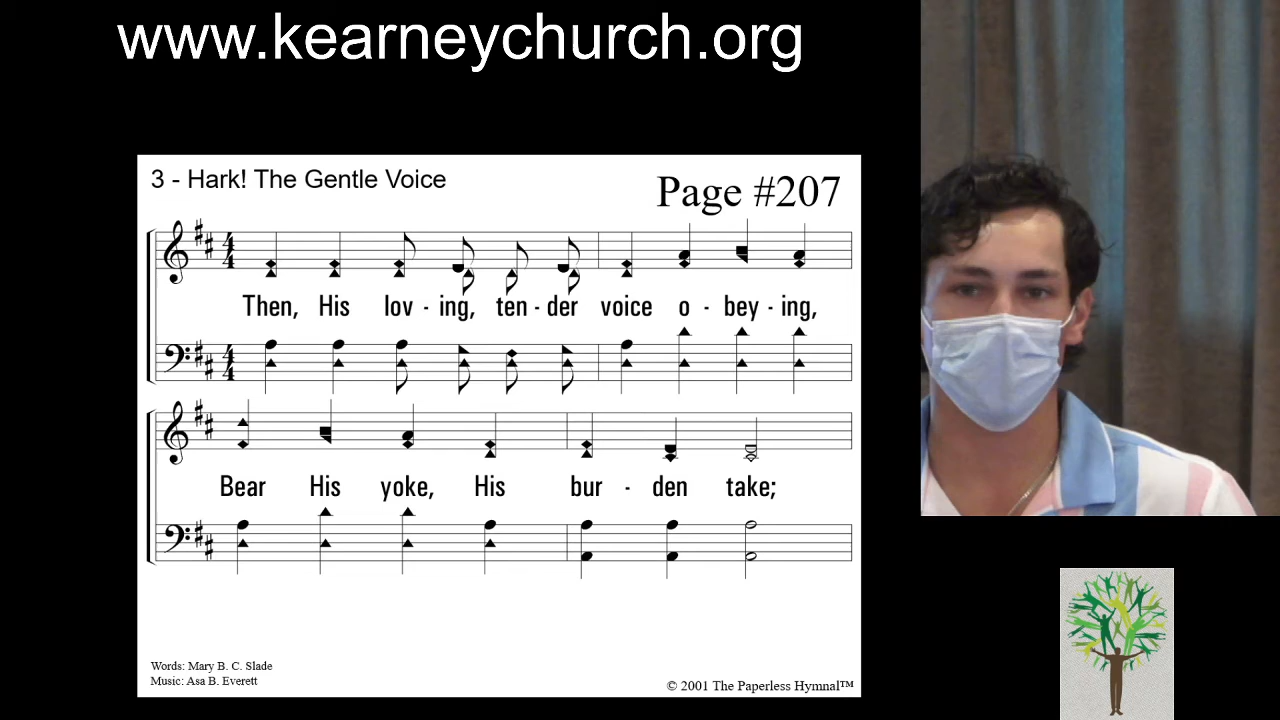 www.kearneychurch.org
3 - Hark! The Gentle Voice
Page #207
Then, His lov - ing, ten - der voice o - bey - ing,
Bear His yoke, His bur - den take;
Words: Mary B. C. Slade
Music: Asa B. Everett
© 2001 The Paperless Hymnal™